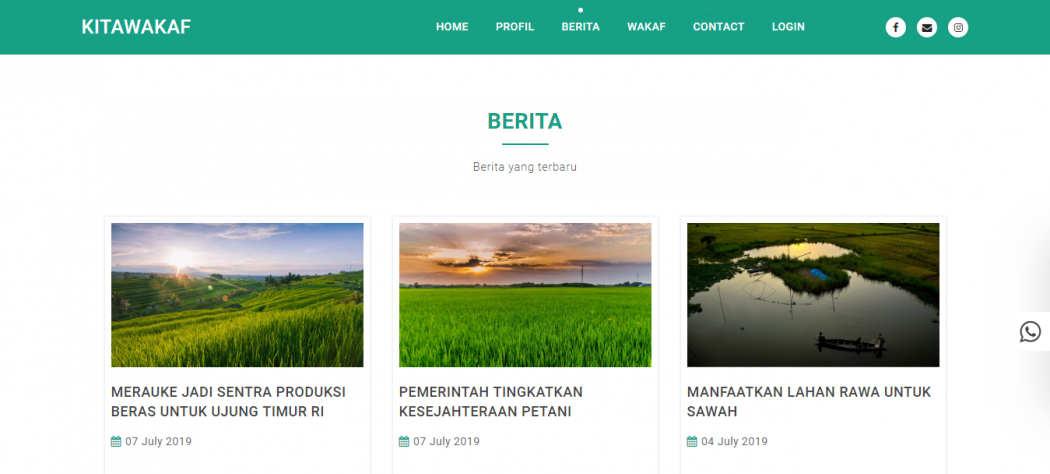 KITAWAKAF
HOME PROFIL BERITA WAKAF CONTACT LOGIN
BERITA
Berita yang terbaru
MERAUKE JADI SENTRA PRODUKSI
BERAS UNTUK UJUNG TIMUR RI
07 July 2019
PEMERINTAH TINGKATKAN
KESEJAHTERAAN PETANI
07 July 2019
MANFAATKAN LAHAN RAWA UNTUK
SAWAH
04 July 2019